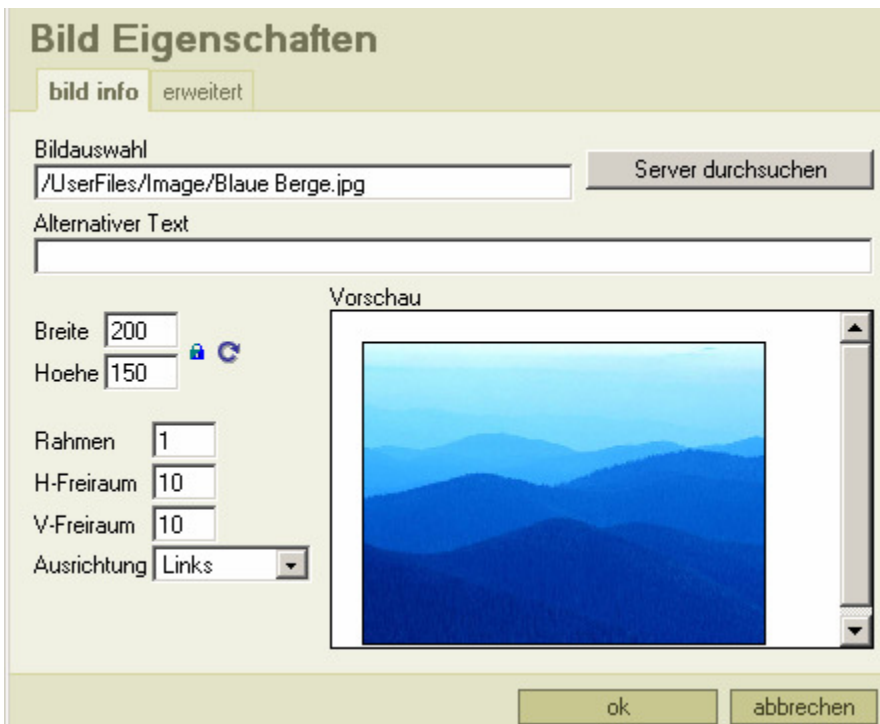 Bild Eigenschaften
bild info erweitert
Bildauswahl
/UserFiles/Image/Blaue Berge.jpg
Server durchsuchen
Alternativer Text
Breite 200
Hoehe 150
Rahmen 1
H-Freiraum 10
V-Freiraum 10
Ausrichtung Links
Vorschau
ok abbrechen